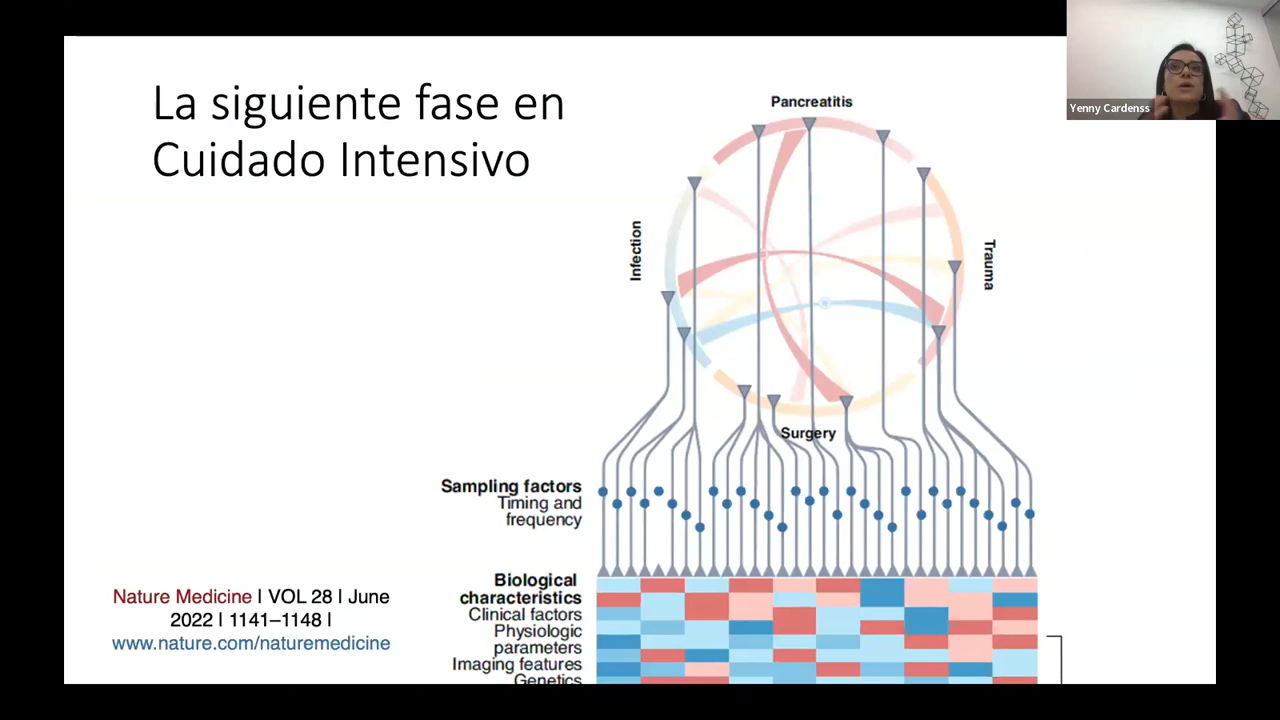 La siguiente fase en
Cuidado Intensivo
Yenny Cardenss
Pancreatitis
Infection
Trauma
Surgery
Sampling factors
Timing and
frequency
Biological
characteristics
Clinical factors
Physiologic
parameters
Imaging features
Genetics
Nature Medicine | VOL 28 | June
2022 | 1141–1148 |
www.nature.com/naturemedicine